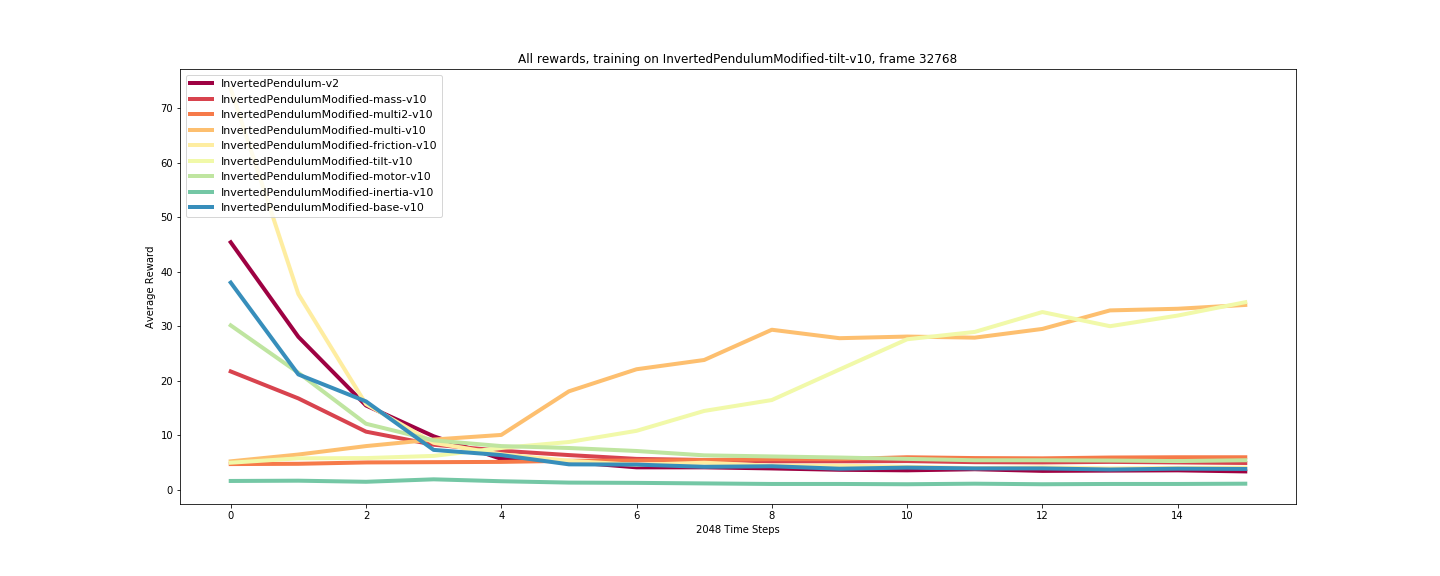 All rewards, training on InvertedPendulumModified-tilt-v10, frame 32768
InvertedPendulum-v2
InvertedPendulumModified-mass-v10
InvertedPendulumModified-multi2-v10
InvertedPendulumModified-multi-v10
InvertedPendulumModified-friction-v10
InvertedPendulumModified-tilt-v10
InvertedPendulumModified-motor-v10
InvertedPendulumModified-inertia-v10
InvertedPendulumModified-base-v10
Average Reward
70
60
50
40
30
20
10
0
0 2 4 6 8 10 12 14
2048 Time Steps